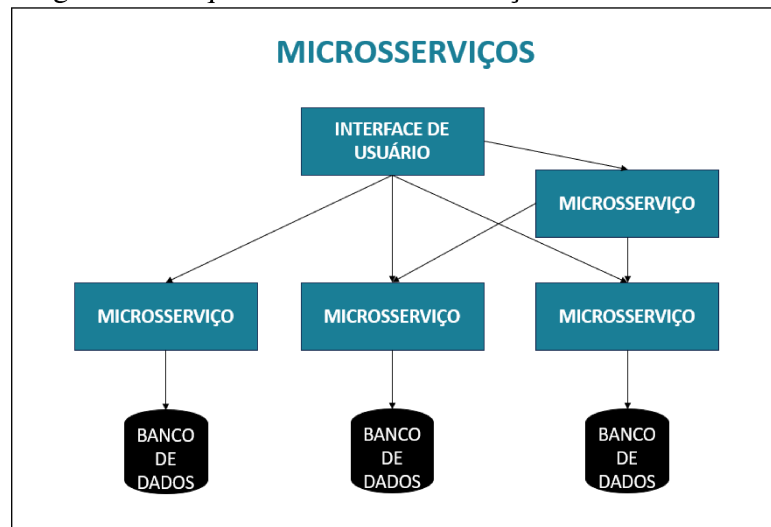 MICROSSERVIÇOS
INTERFACE DE
USUÁRIO
MICROSSERVIÇO
MICROSSERVIÇO
MICROSSERVIÇO
MICROSSERVIÇO
BANCO
DE
DADOS
BANCO
DE
DADOS
BANCO
DE
DADOS